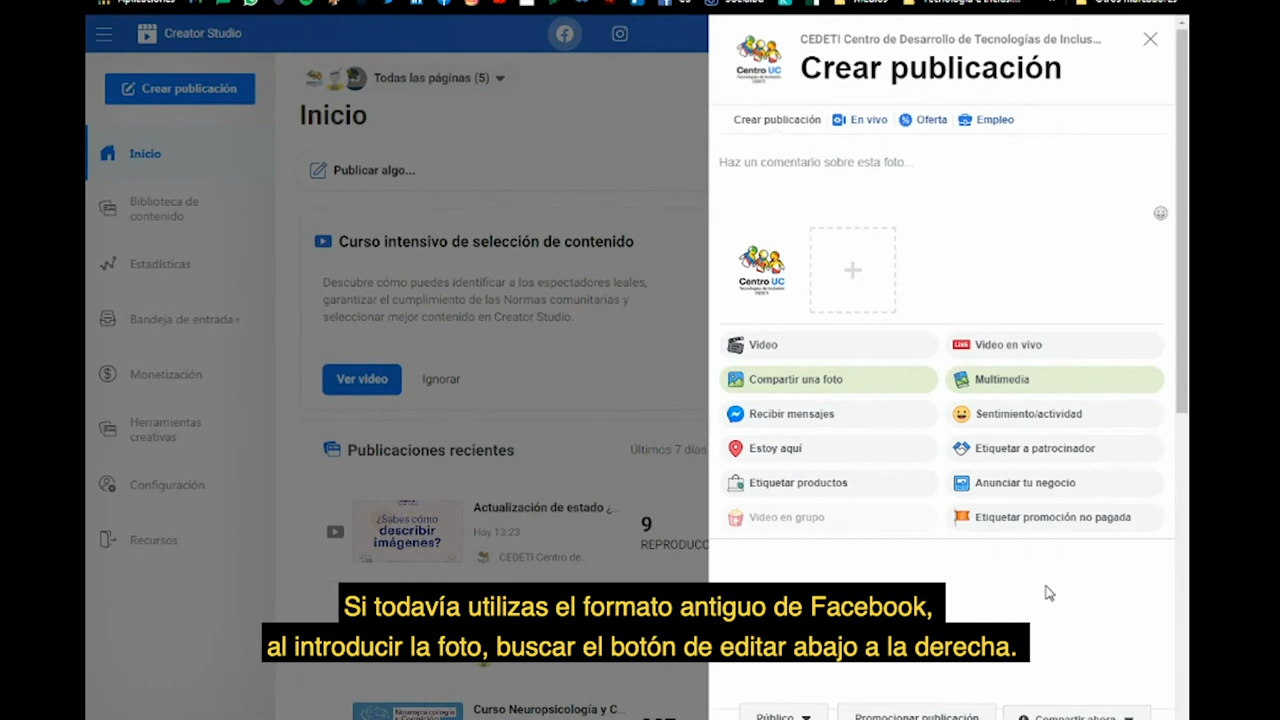 Aplicaciones
Otros marcadores
Creator Studio
CEDETI Centro de Desarrollo de Tecnologías de Inclus...
Crear publicación
Centro UC
Crear publicación
Todas las páginas (5)
Inicio
Crear publicación
En vivo
Oferta
Empleo
Haz un comentario sobre esta foto...
Inicio
Publicar algo...
Biblioteca de
contenido
Curso intensivo de selección de contenido
Estadísticas
Descubre cómo puedes identificar a los espectadores leales,
garantizar el cumplimiento de las Normas comunitarias y
seleccionar mejor contenido en Creator Studio.
Centro UC
Bandeja de entrada+
Video
Video en vivo
LIVE
Monetización
Ver video
Ignorar
Compartir una foto
Multimedia
Recibir mensajes
Sentimiento/actividad
Herramientas
creativas
Publicaciones recientes
Últimos 7 días
Estoy aquí
Etiquetar a patrocinador
Configuración
Etiquetar productos
Anunciar tu negocio
Actualización de estado ¿..
Hoy 13:23
CEDETI Centro de..
9
REPRODUCC
¿Sabes cómo
describir
imágenes?
Video en grupo
Etiquetar promoción no pagada
Recursos
Si todavía utilizas el formato antiguo de Facebook,
al introducir la foto, buscar el botón de editar abajo a la derecha.
Curso Neuropsicología y C...
Público
Promocionar publicación
Compartir ahora